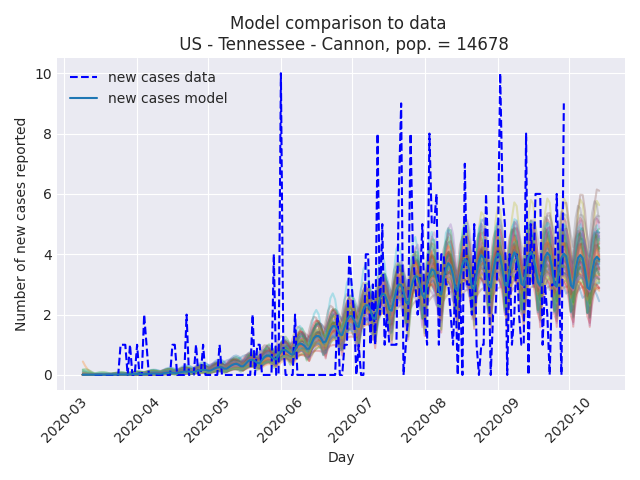 Model comparison to data
US - Tennessee - Cannon, pop. = 14678
new cases data
new cases model
Number of new cases reported
10
8
6
4
2
0
2020-03
2020-04
2020-05
2020-06
2020-07
2020-08
2020-09
2020-10
Day